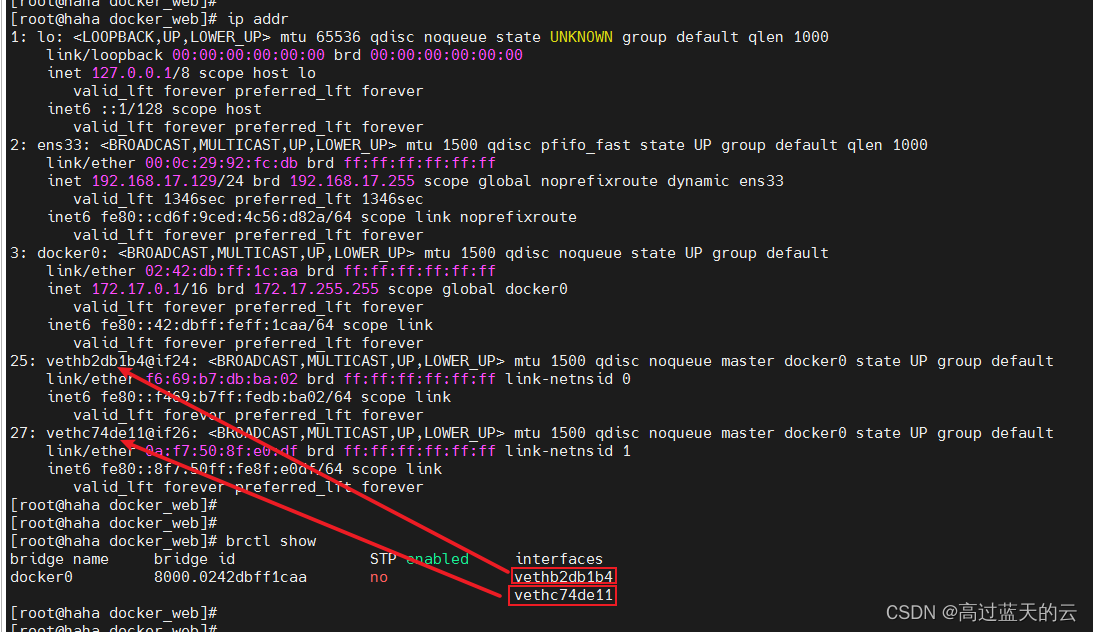 [root@haha docker_web]#
[root@haha docker_web]# ip addr
1: lo: <LOOPBACK,UP,LOWER_UP> mtu 65536 qdisc noqueue state UNKNOWN group default qlen 1000
    link/loopback 00:00:00:00:00:00 brd 00:00:00:00:00:00
    inet 127.0.0.1/8 scope host lo
       valid_lft forever preferred_lft forever
    inet6 ::1/128 scope host
       valid_lft forever preferred_lft forever
2: ens33: <BROADCAST,MULTICAST,UP,LOWER_UP> mtu 1500 qdisc pfifo_fast state UP group default qlen 1000
    link/ether 00:0c:29:92:fc:db brd ff:ff:ff:ff:ff:ff
    inet 192.168.17.129/24 brd 192.168.17.255 scope global noprefixroute dynamic ens33
       valid_lft 1346sec preferred_lft 1346sec
    inet6 fe80::cd6f:9ced:4c56:d82a/64 scope link noprefixroute
       valid_lft forever preferred_lft forever
3: docker0: <BROADCAST,MULTICAST,UP,LOWER_UP> mtu 1500 qdisc noqueue state UP group default
    link/ether 02:42:db:ff:1c:aa brd ff:ff:ff:ff:ff:ff
    inet 172.17.0.1/16 brd 172.17.255.255 scope global docker0
       valid_lft forever preferred_lft forever
    inet6 fe80::42:dbff:feff:1caa/64 scope link
       valid_lft forever preferred_lft forever
25: vethb2db1b4@if24: <BROADCAST,MULTICAST,UP,LOWER_UP> mtu 1500 qdisc noqueue master docker0 state UP group default
    link/ether f6:69:b7:db:ba:02 brd ff:ff:ff:ff:ff:ff link-netnsid 0
    inet6 fe80::f469:b7ff:fedb:ba02/64 scope link
       valid_lft forever preferred_lft forever
27: vethc74de11@if26: <BROADCAST,MULTICAST,UP,LOWER_UP> mtu 1500 qdisc noqueue master docker0 state UP group default
    link/ether 0a:f7:50:8f:e0:df brd ff:ff:ff:ff:ff:ff link-netnsid 1
    inet6 fe80::8f7:50ff:fe8f:e0df/64 scope link
       valid_lft forever preferred_lft forever
[root@haha docker_web]#
[root@haha docker_web]#
[root@haha docker_web]# brctl show
bridge name     bridge id               STP enabled     interfaces
docker0         8000.0242dbff1caa       no              vethb2db1b4
                                                        vethc74de11
[root@haha docker_web]#
[root@haha docker_web]#
CSDN @高过蓝天的云